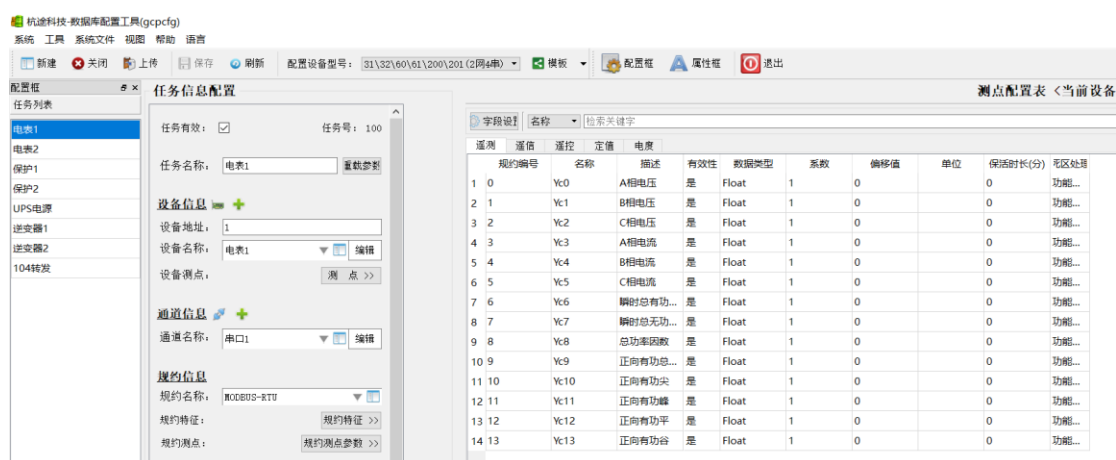 杭途科技-数据库配置工具(gcpcfg)
系统 工具 系统文件 视图 帮助 语言
新建 关闭 上传 保存 刷新 配置设备型号： 31\32\60\61\200\201(2网4串) 模板 配置框 属性框 退出
配置框
任务列表
电表1
电表2
保护1
保护2
UPS电源
逆变器1
逆变器2
104转发
任务信息配置
任务有效： 任务号： 100
任务名称， 电表1 重载参数
设备信息
设备地址， 1
设备名称， 电表1 编辑
设备测点， 测 点 >>
通道信息
通道名称， 串口1 编辑
规约信息
规约名称， MODBUS-RTU
规约特征： 规约特征 >>
规约测点： 规约测点参数 >>
测点配置表 <当前设备
字段设 名称 检索关键字
遥测 遥信 遥控 定值 电度
规约编号 名称 描述 有效性 数据类型 系数 偏移值 单位 保活时长(分) 死区处理
1 0 Yc0 A相电压 是 Float 1 0 0 功能...
2 1 Yc1 B相电压 是 Float 1 0 0 功能...
3 2 Yc2 C相电压 是 Float 1 0 0 功能...
4 3 Yc3 A相电流 是 Float 1 0 0 功能...
5 4 Yc4 B相电流 是 Float 1 0 0 功能...
6 5 Yc5 C相电流 是 Float 1 0 0 功能...
7 6 Yc6 瞬时总有功... 是 Float 1 0 0 功能...
8 7 Yc7 瞬时总无功... 是 Float 1 0 0 功能...
9 8 Yc8 总功率因数 是 Float 1 0 0 功能...
10 9 Yc9 正向有功总... 是 Float 1 0 0 功能...
11 10 Yc10 正向有功尖 是 Float 1 0 0 功能...
12 11 Yc11 正向有功峰 是 Float 1 0 0 功能...
13 12 Yc12 正向有功平 是 Float 1 0 0 功能...
14 13 Yc13 正向有功谷 是 Float 1 0 0 功能...